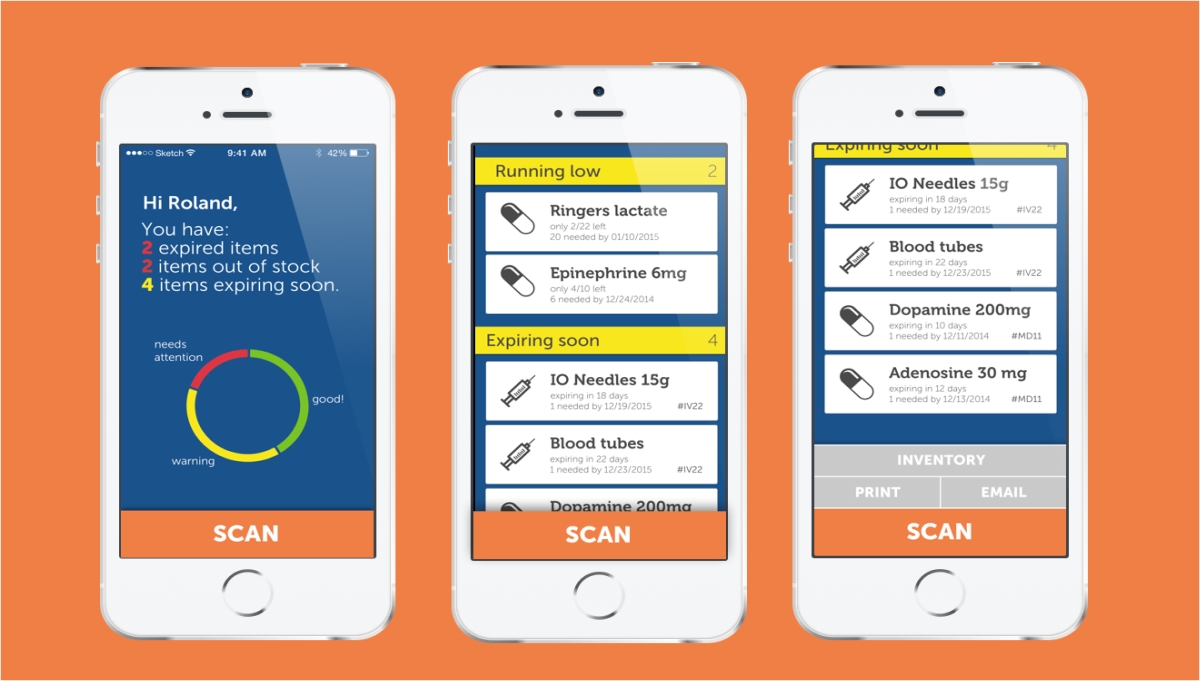 Sketch
9:41 AM
42%
Hi Roland,
You have:
2 expired items
2 items out of stock
4 items expiring soon.
needs
attention
good!
warning
SCAN
Running low 2
Ringers lactate
only 2/22 left
20 needed by 01/10/2015
Epinephrine 6mg
only 4/10 left
6 needed by 12/24/2014
Expiring soon 4
IO Needles 15g
expiring in 18 days
1 needed by 12/19/2015 #IV22
Blood tubes
expiring in 22 days
1 needed by 12/23/2015 #IV22
Dopamine 200mg
SCAN
Expiring soon 4
IO Needles 15g
expiring in 18 days
1 needed by 12/19/2015 #IV22
Blood tubes
expiring in 22 days
1 needed by 12/23/2015 #IV22
Dopamine 200mg
expiring in 10 days
1 needed by 12/11/2014 #MD11
Adenosine 30 mg
expiring in 12 days
1 needed by 12/13/2014 #MD11
INVENTORY
PRINT EMAIL
SCAN